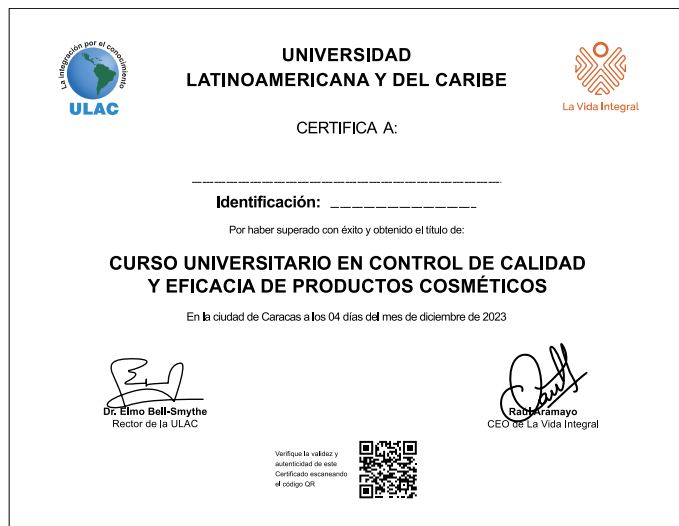 La integración por el conocimiento
ULAC
UNIVERSIDAD
LATINOAMERICANA Y DEL CARIBE
La Vida Integral
CERTIFICA A:
Identificación:
Por haber superado con éxito y obtenido el título de:
CURSO UNIVERSITARIO EN CONTROL DE CALIDAD
Y EFICACIA DE PRODUCTOS COSMÉTICOS
En la ciudad de Caracas a los 04 días del mes de diciembre de 2023
Dr. Elmo Bell-Smythe
Rector de la ULAC
Raúl Aramayo
CEO de La Vida Integral
Verifique la validez y
autenticidad de este
Certificado escaneando
el código QR